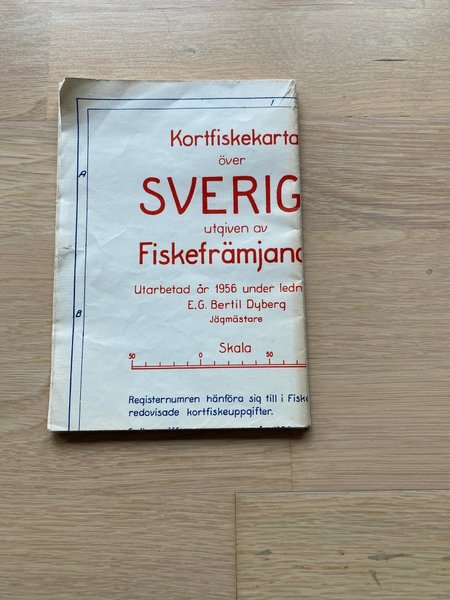 1
A
Kortfiskekarta
över
SVERIG
utgiven av
Fiskefrämjand
Utarbetad år 1956 under ledn
E.G. Bertil Dyberg
Jägmästare
B
Skala
50 0 50
Registernumren hänföra sig till i Fiske
redovisade kortfiskeuppgifter.